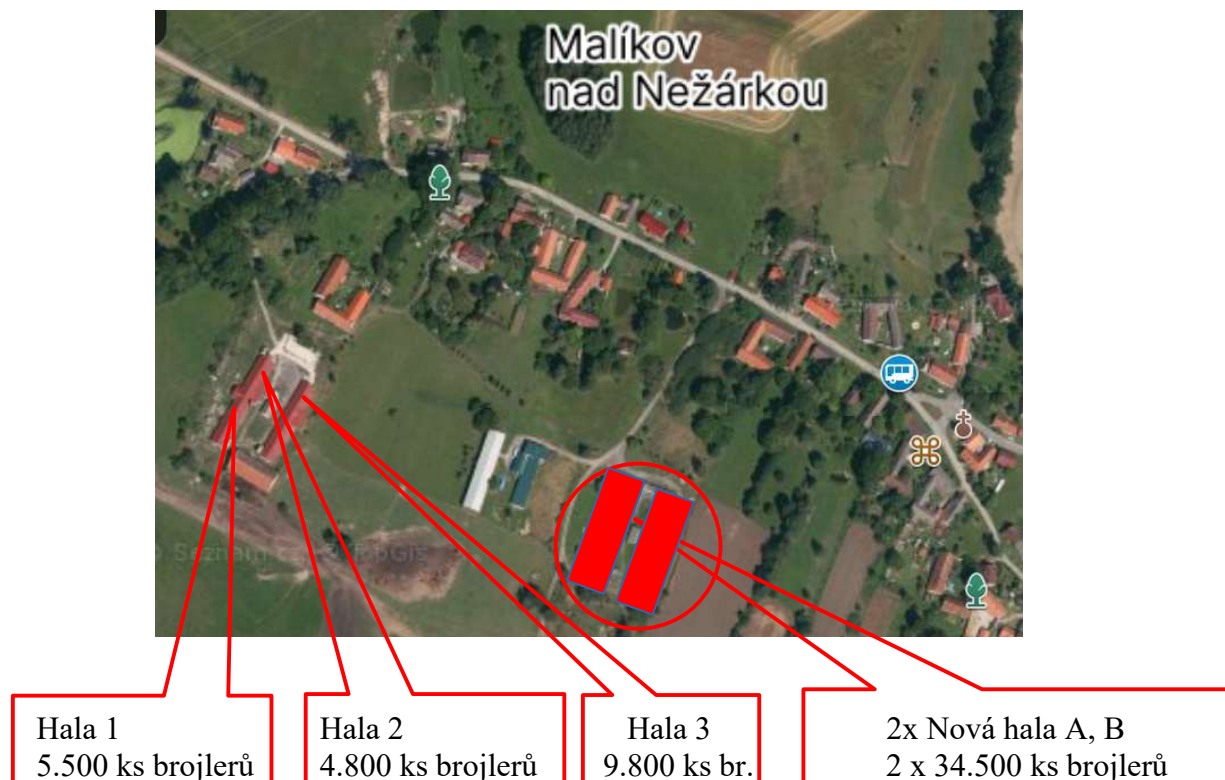 Malíkov
nad Nežárkou
Hala 1
5.500 ks brojlerů
Hala 2
4.800 ks brojlerů
Hala 3
9.800 ks br.
2x Nová hala A, B
2 x 34.500 ks brojlerů